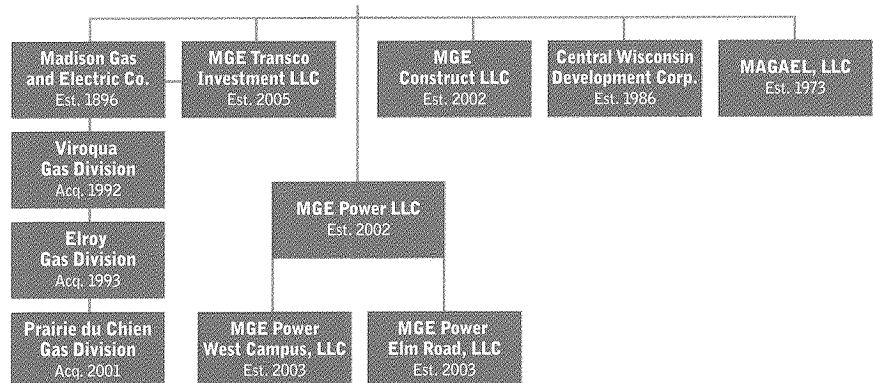 Madison Gas
and Electric Co.
Est. 1896
MGE Transco
Investment LLC
Est. 2005
MGE
Construct LLC
Est. 2002
Central Wisconsin
Development Corp.
Est. 1986
MAGAEL, LLC
Est. 1973
Viroqua
Gas Division
Acq. 1992
Elroy
Gas Division
Acq. 1993
Prairie du Chien
Gas Division
Acq. 2001
MGE Power LLC
Est. 2002
MGE Power
West Campus, LLC
Est. 2003
MGE Power
Elm Road, LLC
Est. 2003